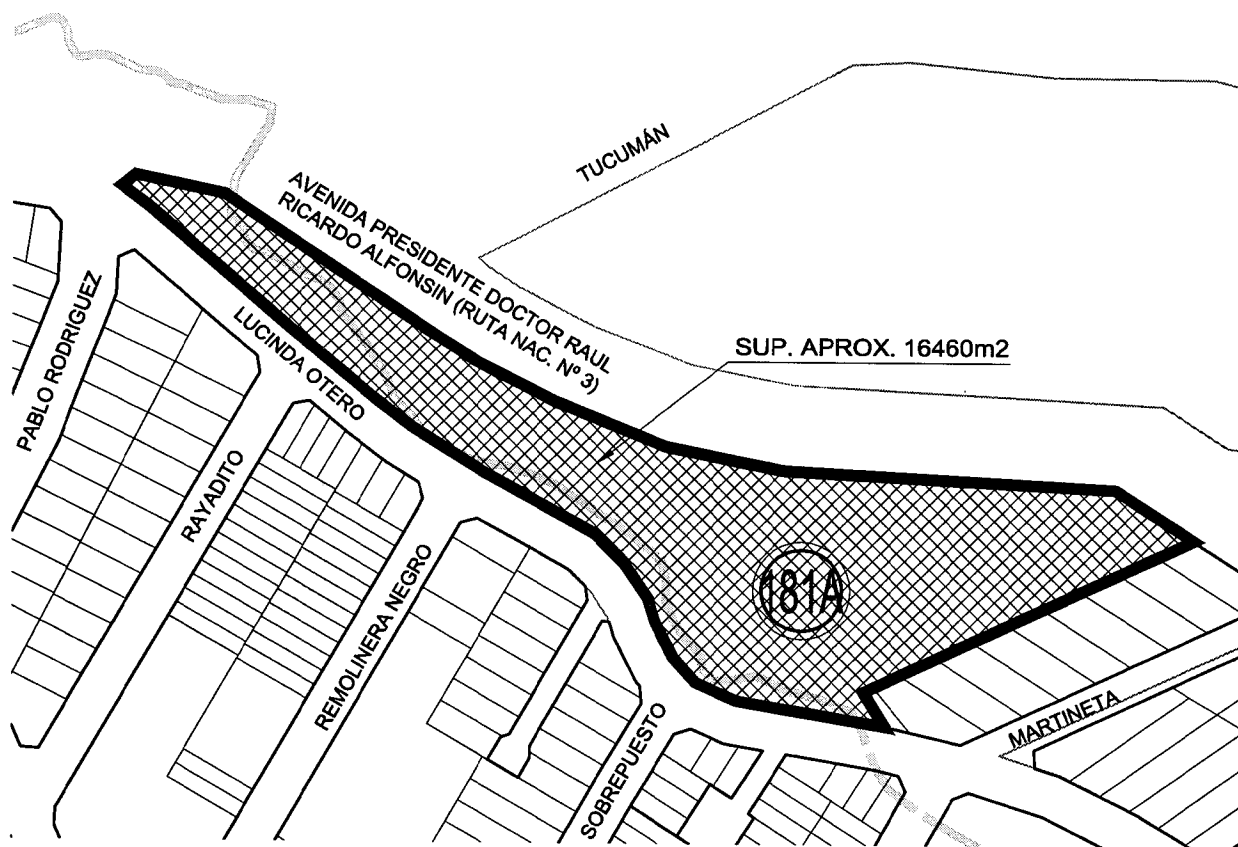 TUCUMÁN
AVENIDA PRESIDENTE DOCTOR RAUL
RICARDO ALFONSIN (RUTA NAC. Nº 3)
SUP. APROX. 16460m2
PABLO RODRIGUEZ
LUCINDA OTERO
RAYADITO
REMOLINERA NEGRO
181A
SOBREPUESTO
MARTINETA